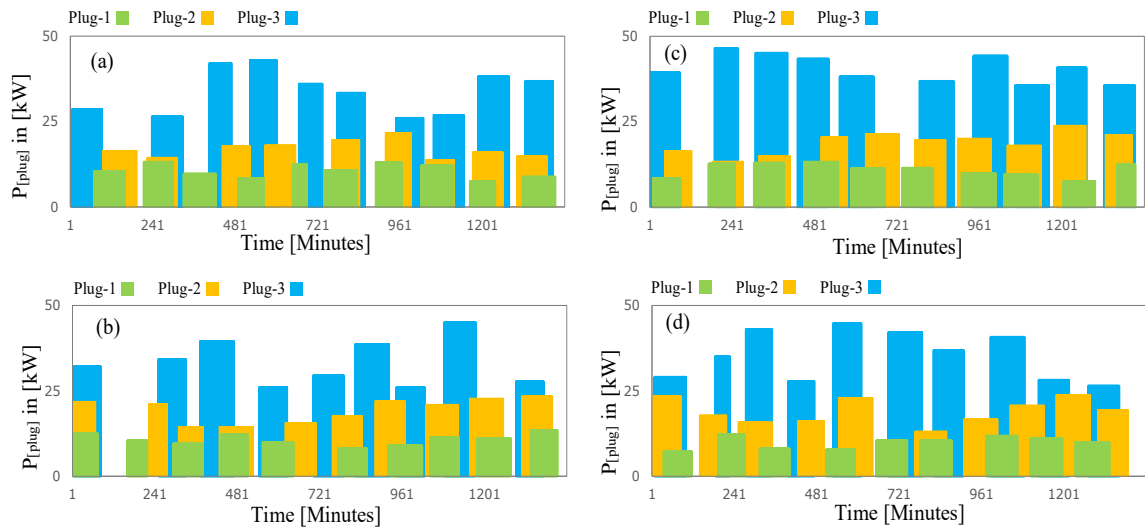 Plug-1 Plug-2 Plug-3
(a)
P[plug] in [kW]
50
25
0
1 241 481 721 961 1201
Time [Minutes]
Plug-1 Plug-2 Plug-3
(c)
P[plug] in [kW]
50
25
0
1 241 481 721 961 1201
Time [Minutes]
Plug-1 Plug-2 Plug-3
(b)
P[plug] in [kW]
50
25
0
1 241 481 721 961 1201
Time [Minutes]
Plug-1 Plug-2 Plug-3
(d)
P[plug] in [kW]
50
25
0
1 241 481 721 961 1201
Time [Minutes]